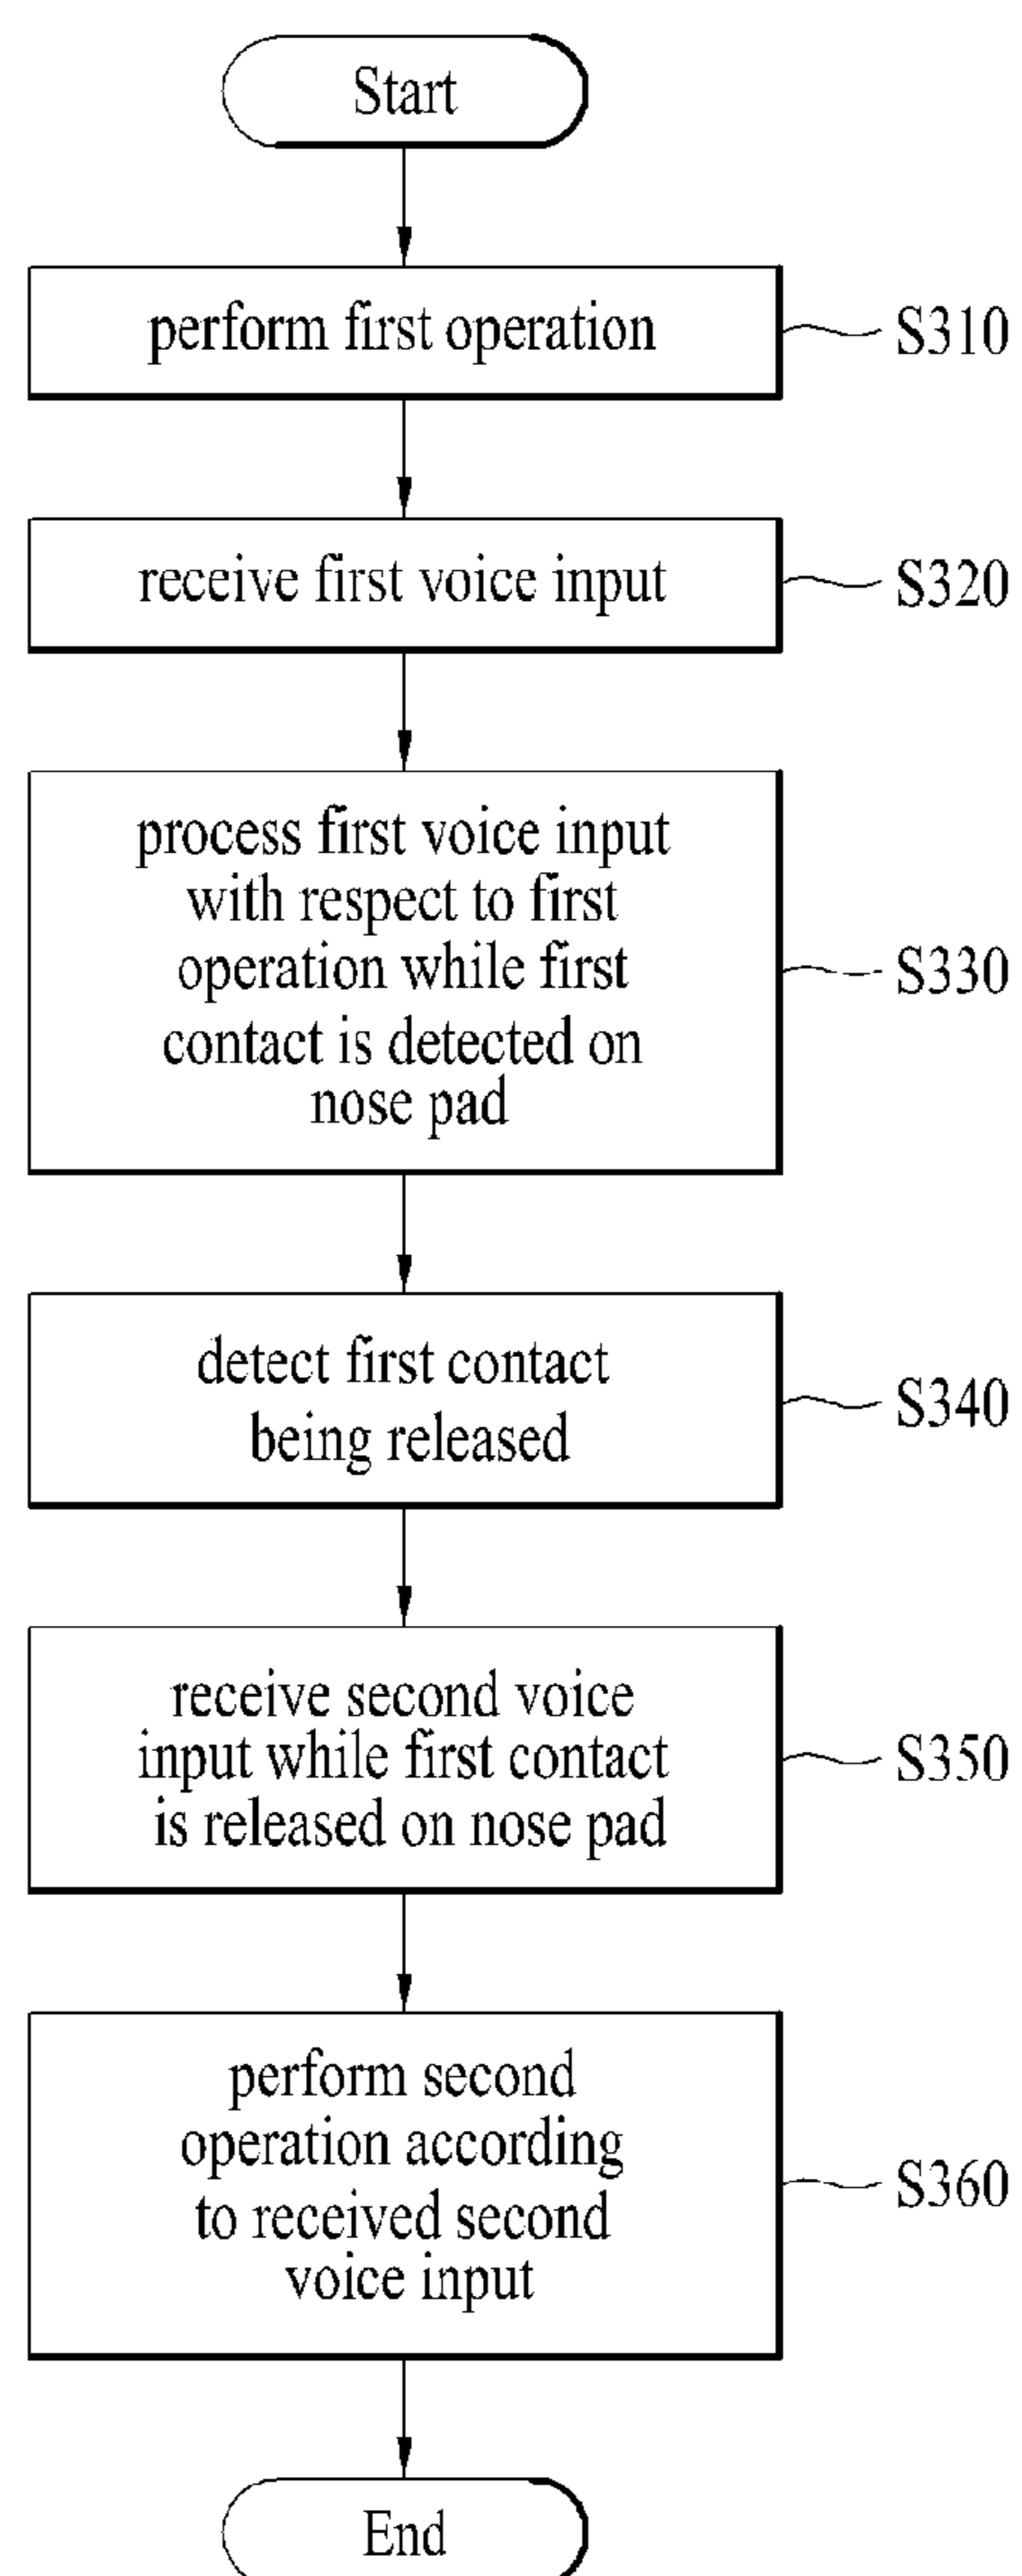 Start
perform first operation
S310
receive first voice input
S320
process first voice input
with respect to first
operation while first
contact is detected on
nose pad
S330
detect first contact
being released
S340
receive second voice
input while first contact
is released on nose pad
S350
perform second
operation according
to received second
voice input
S360
End